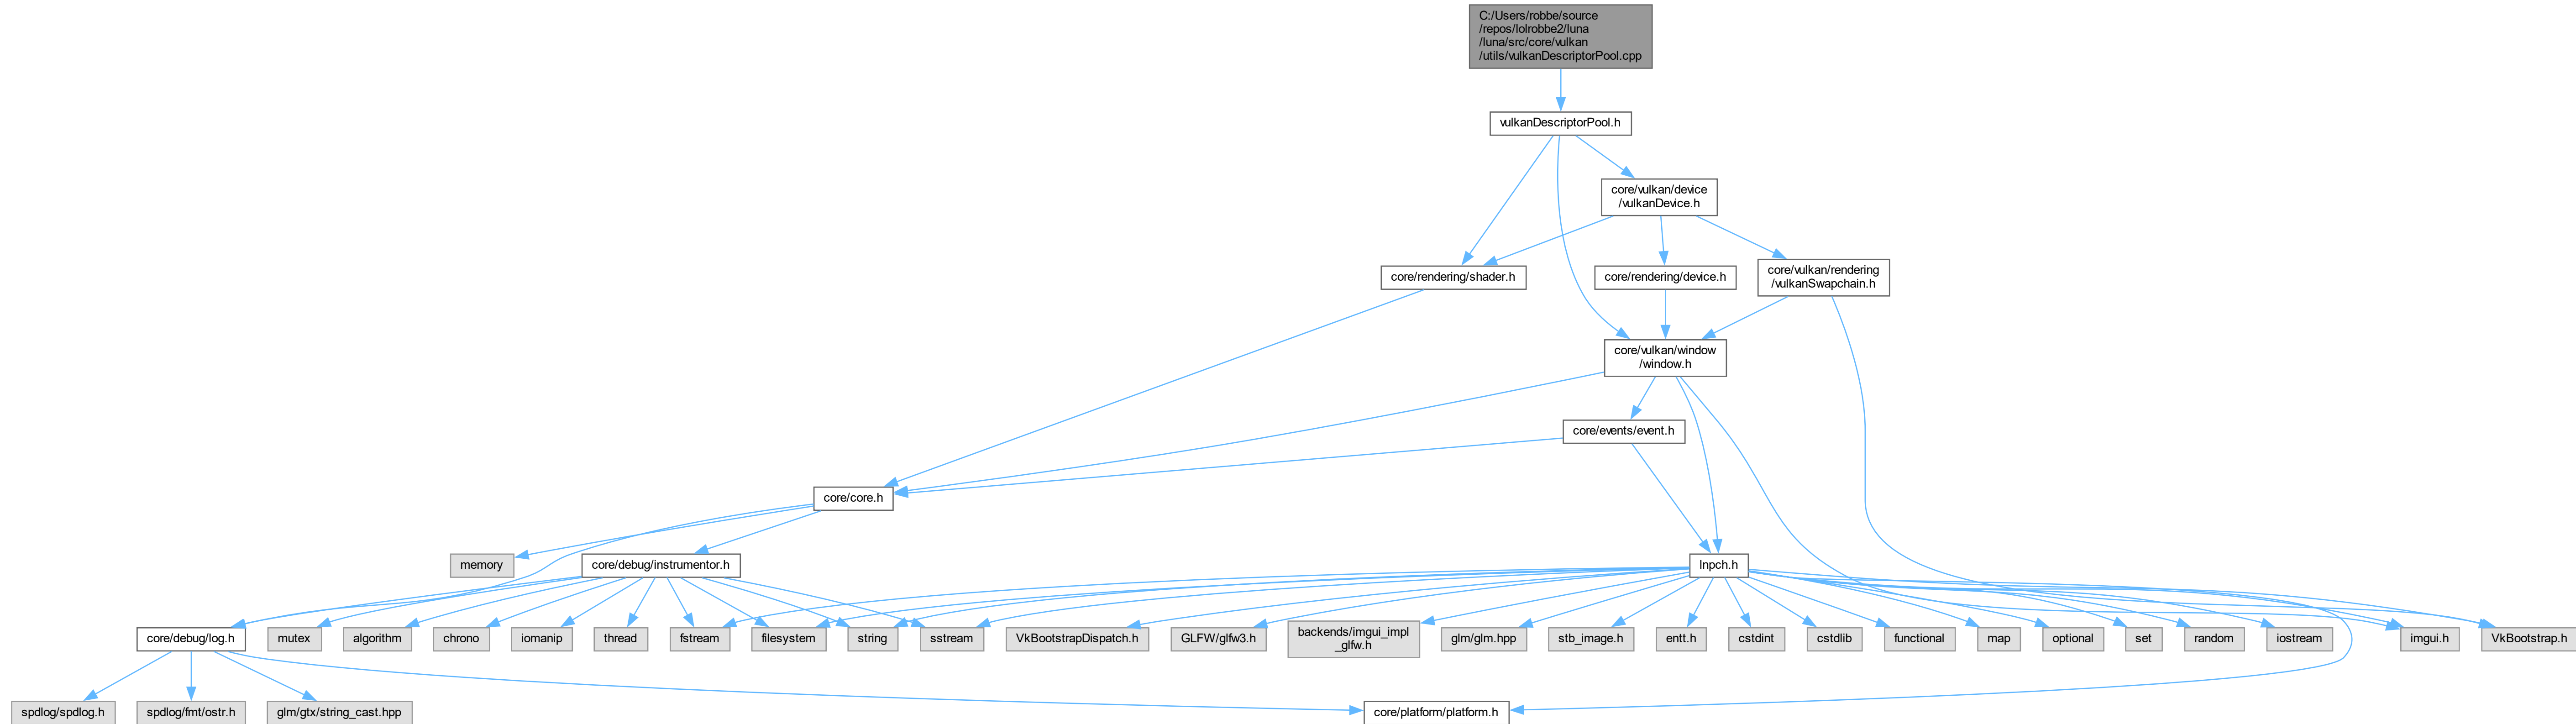 C:/Users/robbe/source
/repos/lolrobbe2/luna
/luna/src/core/vulkan
/utils/vulkanDescriptorPool.cpp
vulkanDescriptorPool.h
core/vulkan/device
/vulkanDevice.h
core/rendering/shader.h
core/rendering/device.h
core/vulkan/rendering
/vulkanSwapchain.h
core/vulkan/window
/window.h
core/events/event.h
core/core.h
memory
core/debug/instrumentor.h
lnpch.h
core/debug/log.h
mutex
algorithm
chrono
iomanip
thread
fstream
filesystem
string
sstream
VkBootstrapDispatch.h
GLFW/glfw3.h
backends/imgui_impl
_glfw.h
glm/glm.hpp
stb_image.h
entt.h
cstdint
cstdlib
functional
map
optional
set
random
iostream
imgui.h
VkBootstrap.h
spdlog/spdlog.h
spdlog/fmt/ostr.h
glm/gtx/string_cast.hpp
core/platform/platform.h